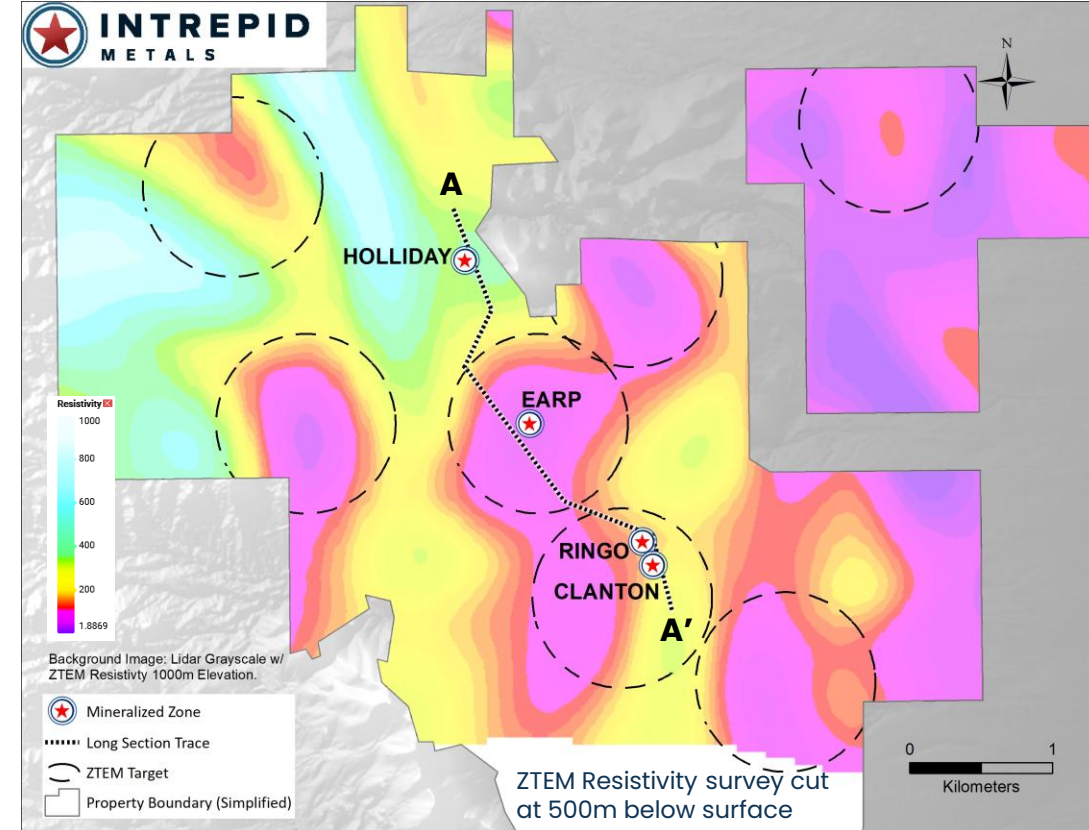 INTREPID
METALS
N
A
HOLLIDAY
EARP
RINGO
CLANTON
A'
Resistivity
1000
800
600
400
200
1.8869
Background Image: Lidar Grayscale w/
ZTEM Resistivty 1000m Elevation.
Mineralized Zone
Long Section Trace
ZTEM Target
Property Boundary (Simplified)
ZTEM Resistivity survey cut
at 500m below surface
0 1
Kilometers